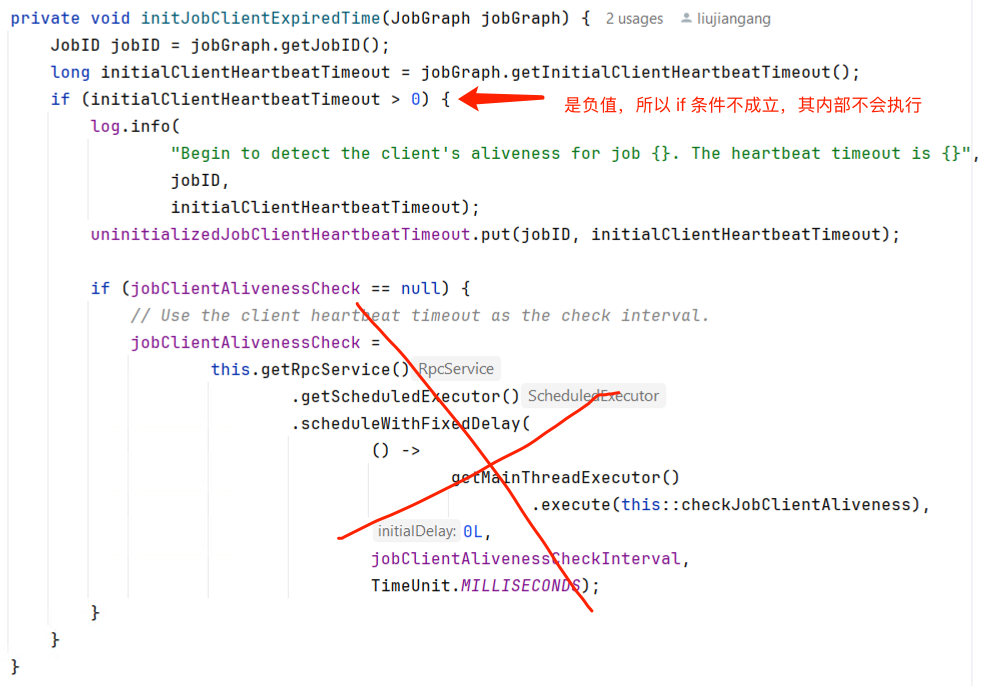 private void initJobClientExpiredTime(JobGraph jobGraph) { 2 usages liujiangang
JobID jobID = jobGraph.getJobID();
long initialClientHeartbeatTimeout = jobGraph.getInitialClientHeartbeatTimeout();
if (initialClientHeartbeatTimeout > 0) { 是负值，所以 if 条件不成立，其内部不会执行
log.info(
"Begin to detect the client's aliveness for job {}. The heartbeat timeout is {}",
jobID,
initialClientHeartbeatTimeout);
uninitializedJobClientHeartbeatTimeout.put(jobID, initialClientHeartbeatTimeout);
if (jobClientAlivenessCheck == null) {
// Use the client heartbeat timeout as the check interval.
jobClientAlivenessCheck =
this.getRpcService() RpcService
.getScheduledExecutor() ScheduledExecutor
.scheduleWithFixedDelay(
() ->
getMainThreadExecutor()
.execute(this::checkJobClientAliveness),
initialDelay: 0L,
jobClientAlivenessCheckInterval,
TimeUnit.MILLISECONDS);
}
}
}